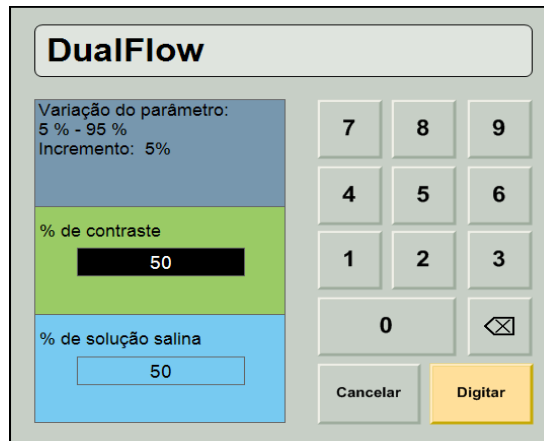 DualFlow
Variação do parâmetro:
5 % - 95 %
Incremento:  5%
% de contraste
50
% de solução salina
50
7 8 9
4 5 6
1 2 3
0
Cancelar Digitar